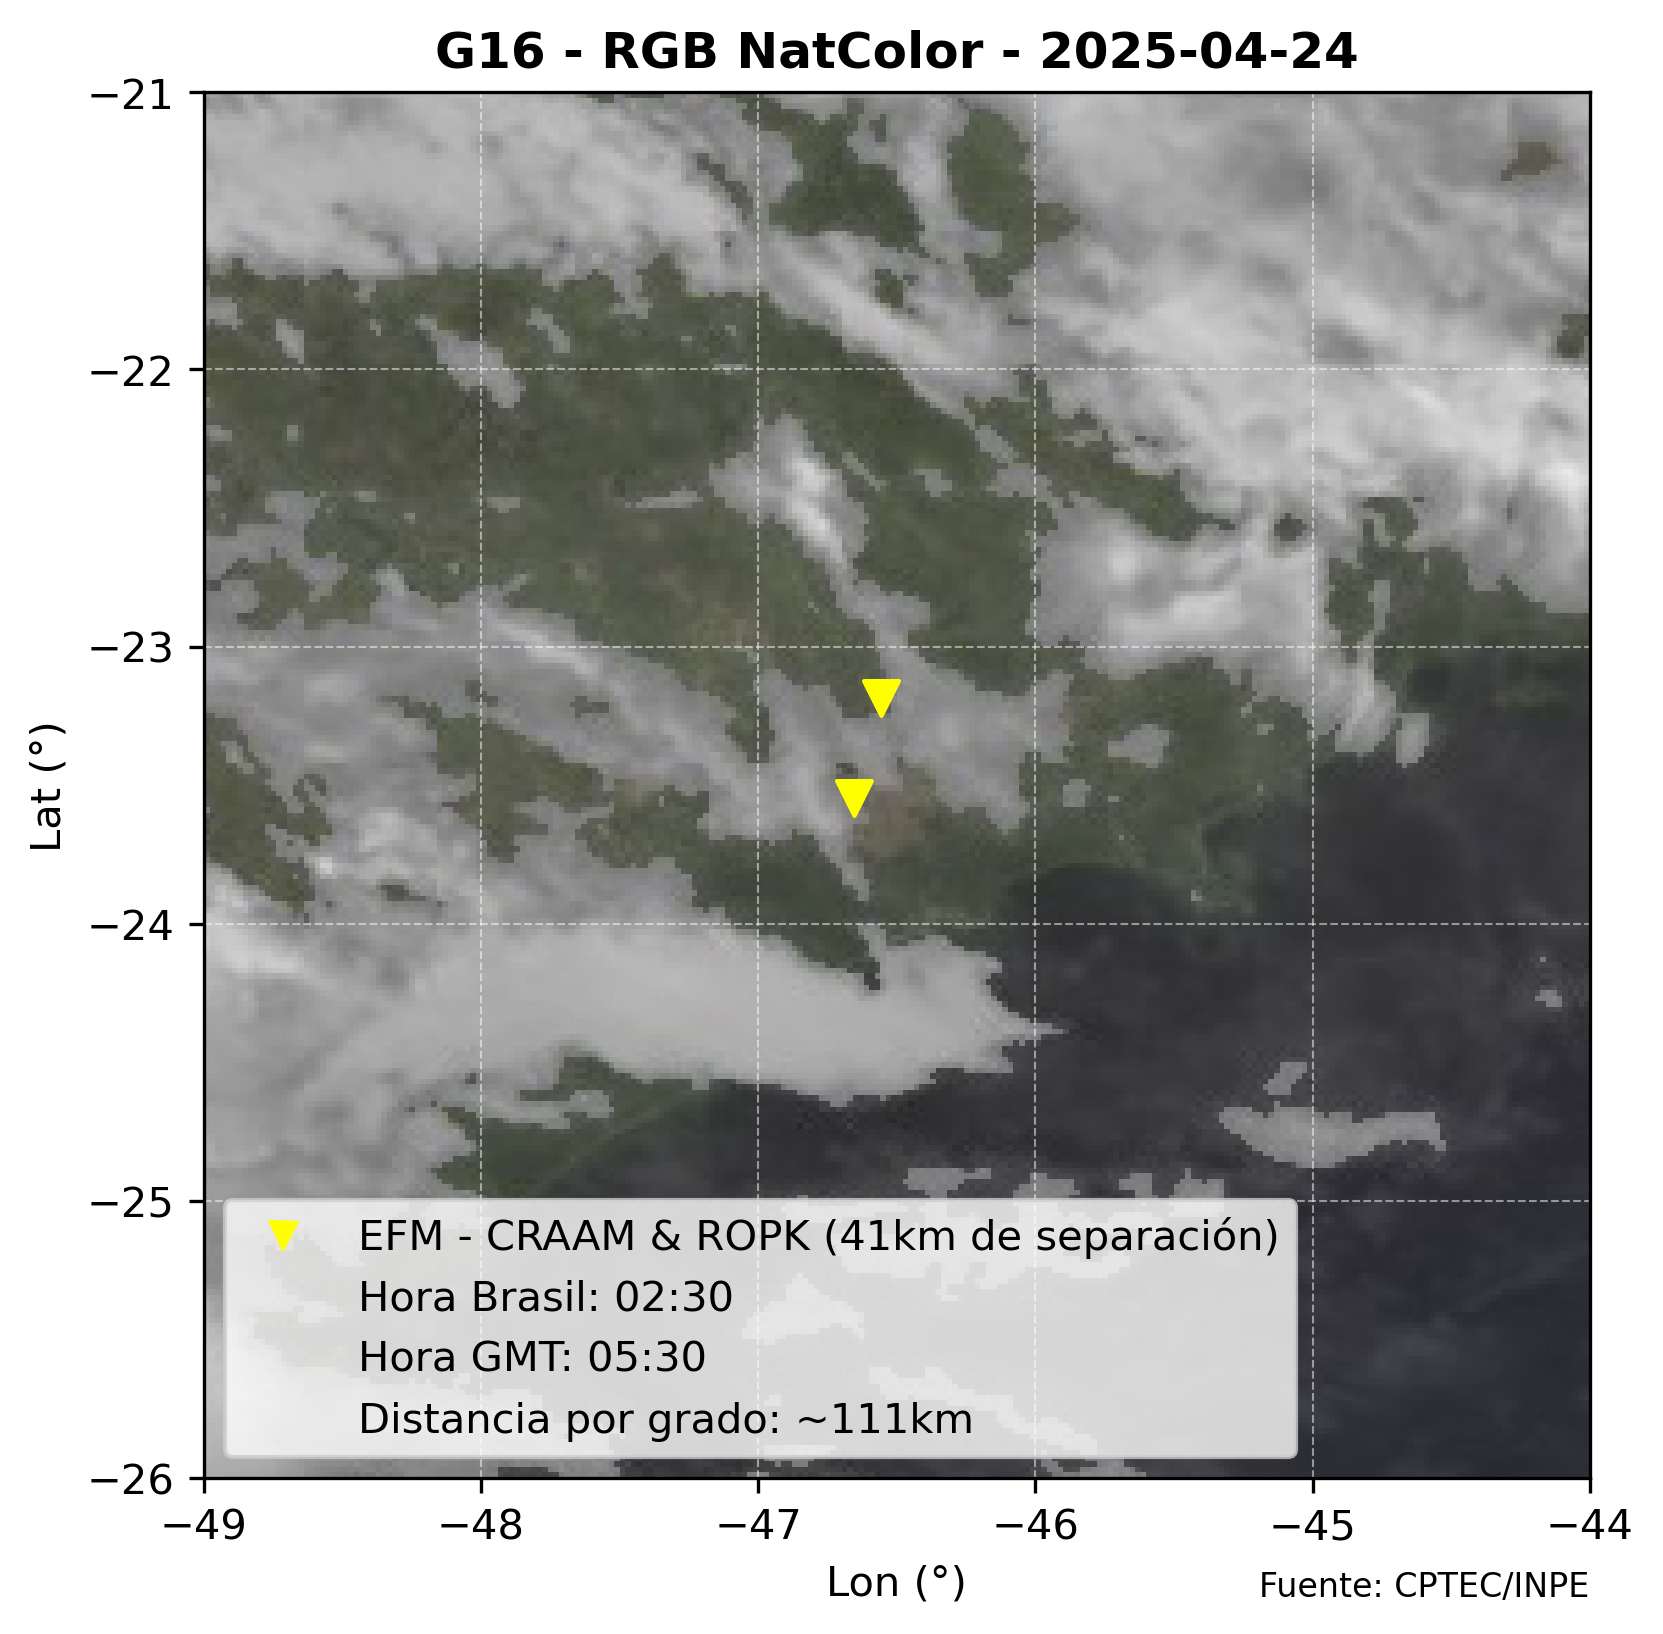 G16 - RGB NatColor - 2025-04-24
−21
−22
−23
−24
−25
−26
Lat (°)
EFM - CRAAM & ROPK (41km de separación)
Hora Brasil: 02:30
Hora GMT: 05:30
Distancia por grado: ~111km
−49
−48
−47
−46
−45
−44
Lon (°)
Fuente: CPTEC/INPE